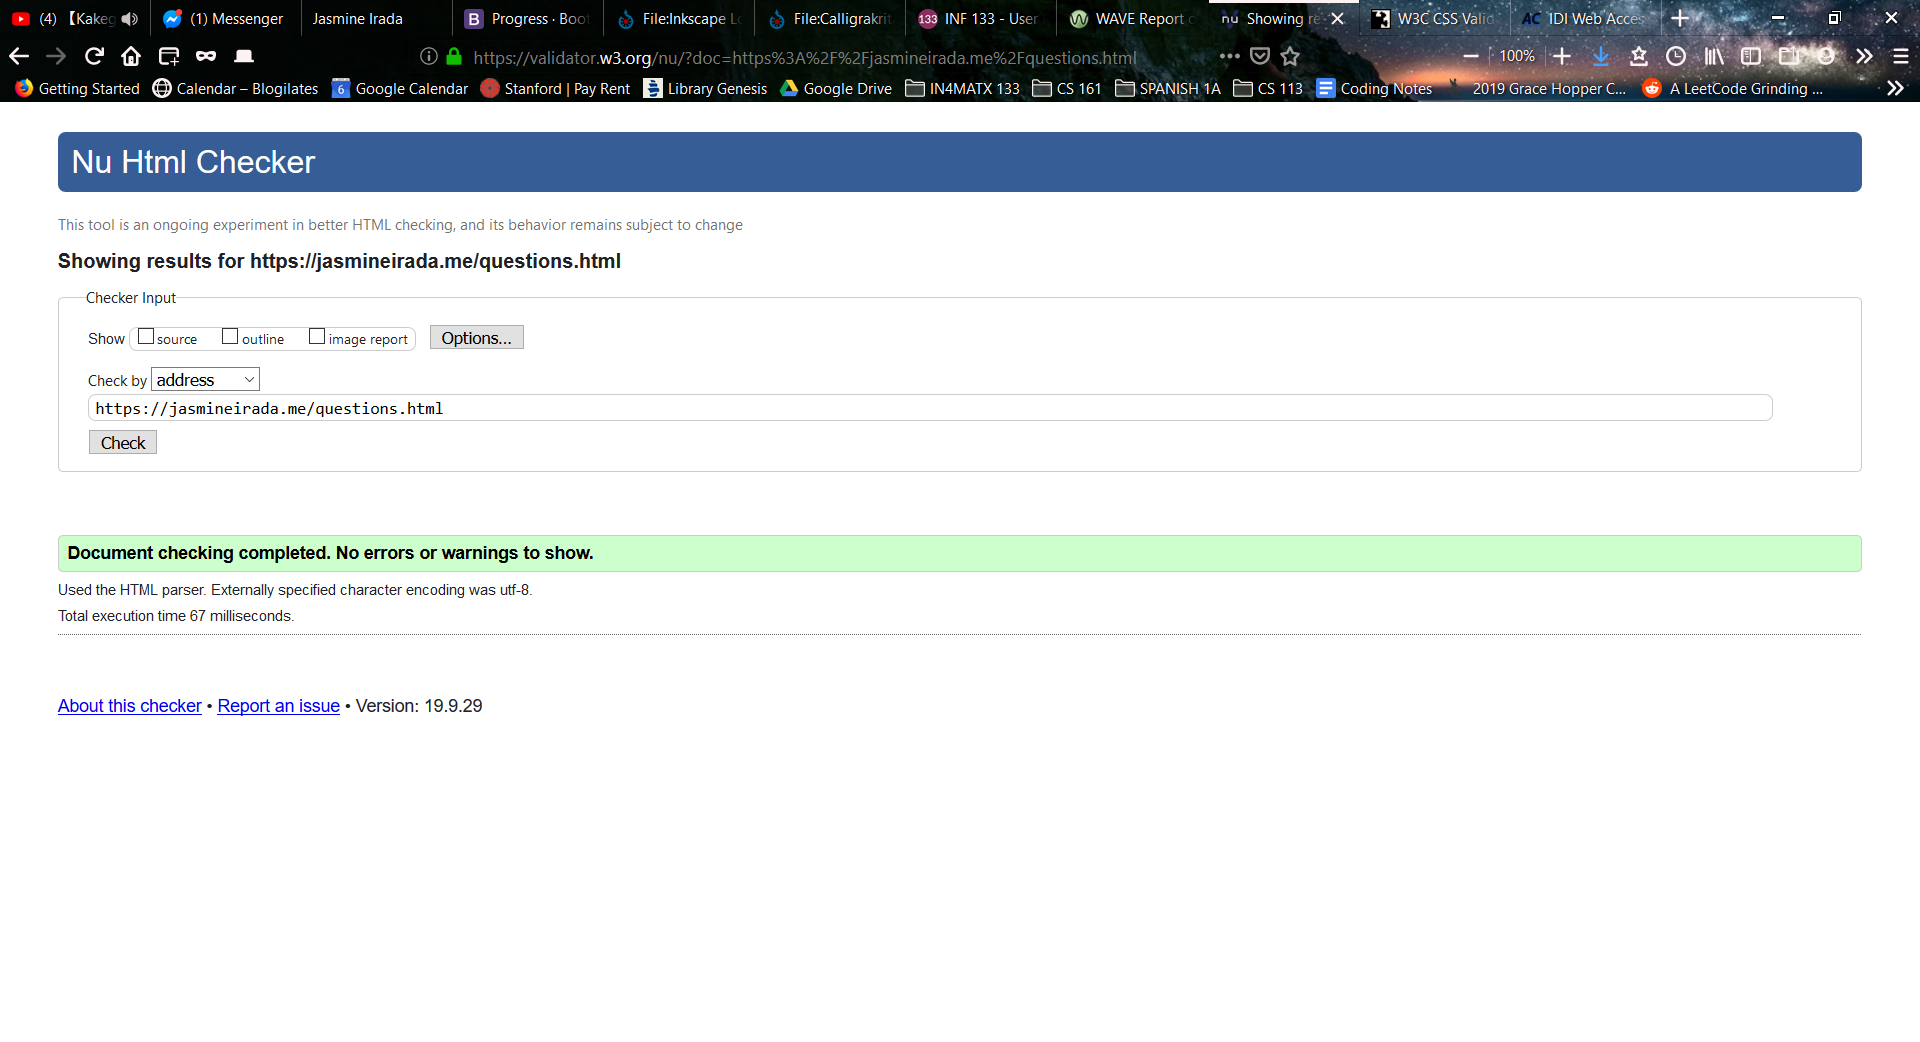 (4) 【Kakeg
(1) Messenger
Jasmine Irada
B Progress · Boot
File:Inkscape Lo
File:Calligrakrit
133 INF 133 - User
WAVE Report o
nu Showing re
W3C CSS Valid
AC IDI Web Acces
https://validator.w3.org/nu/?doc=https%3A%2F%2Fjasmineirada.me%2Fquestions.html
100%
Getting Started
Calendar – Blogilates
6 Google Calendar
Stanford | Pay Rent
Library Genesis
Google Drive
IN4MATX 133
CS 161
SPANISH 1A
CS 113
Coding Notes
2019 Grace Hopper C...
A LeetCode Grinding ...
Nu Html Checker
This tool is an ongoing experiment in better HTML checking, and its behavior remains subject to change
Showing results for https://jasmineirada.me/questions.html
Checker Input
Show source outline image report Options...
Check by address
https://jasmineirada.me/questions.html
Check
Document checking completed. No errors or warnings to show.
Used the HTML parser. Externally specified character encoding was utf-8.
Total execution time 67 milliseconds.
About this checker • Report an issue • Version: 19.9.29